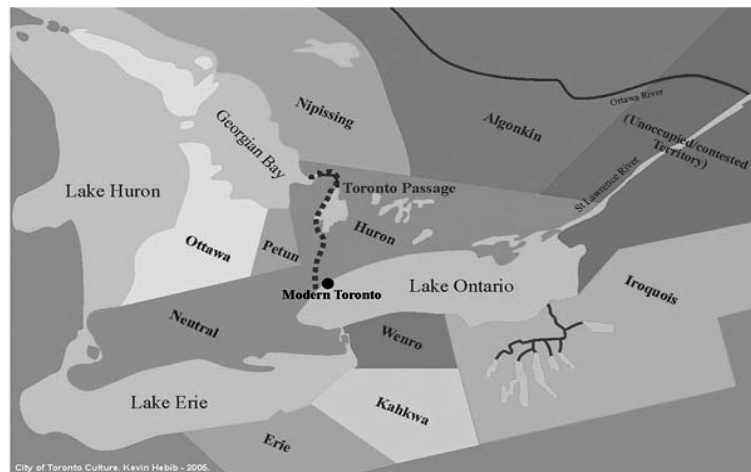 Nipissing
Ottawa River
Georgian Bay
Algonkin
(Unoccupied/contested
Tetritory)
Lake Huron
Toronto Passage
St Lawrence River
Ottawa
Petun
Huron
Modern Toronto
Lake Ontario
Iroquois
Neutral
Wenro
Lake Erie
Kahkwa
Erie
City of Toronto Culture. Kevin Hebib - 2005.